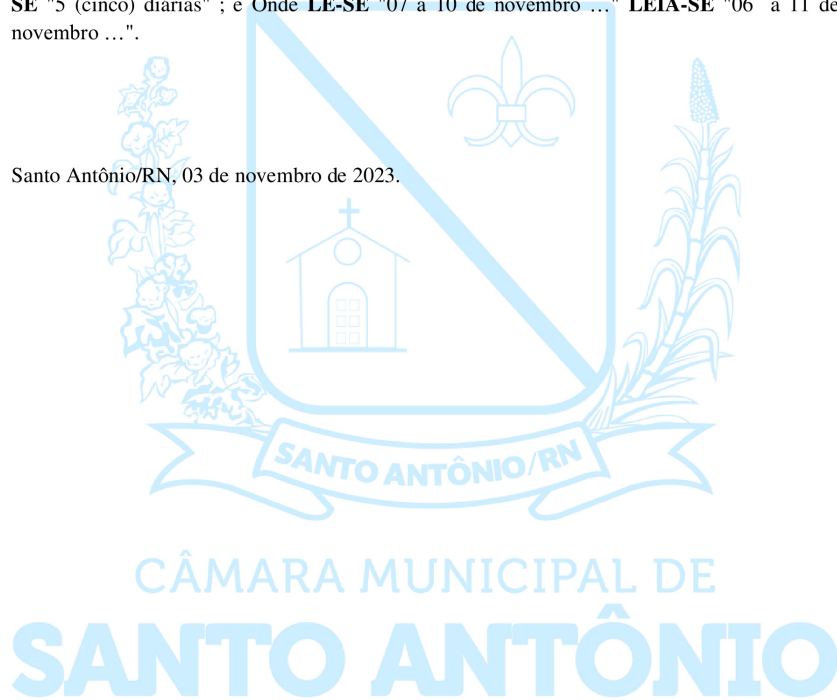 SE "5 (cinco) diárias" ; e Onde LÊ-SE "07 a 10 de novembro ..." LEIA-SE "06 a 11 de
novembro ...".
Santo Antônio/RN, 03 de novembro de 2023.
SANTO ANTÔNIO/RN
CÂMARA MUNICIPAL DE
SANTO ANTÔNIO